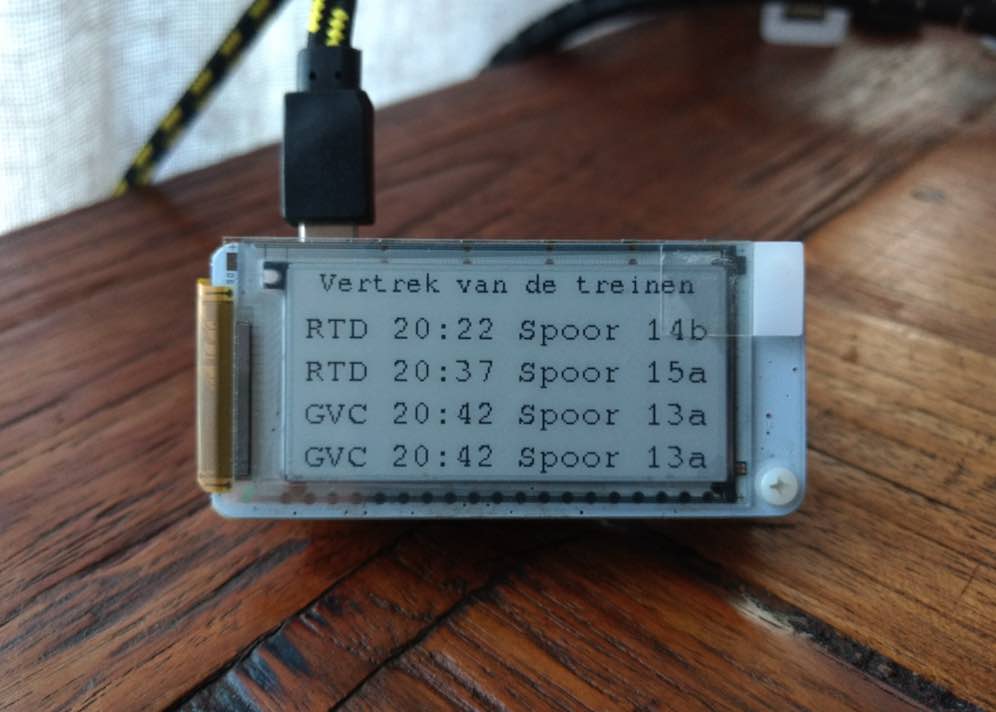 Vertrek van de treinen
RTD 20:22 Spoor 14b
RTD 20:37 Spoor 15a
GVC 20:42 Spoor 13a
GVC 20:42 Spoor 13a